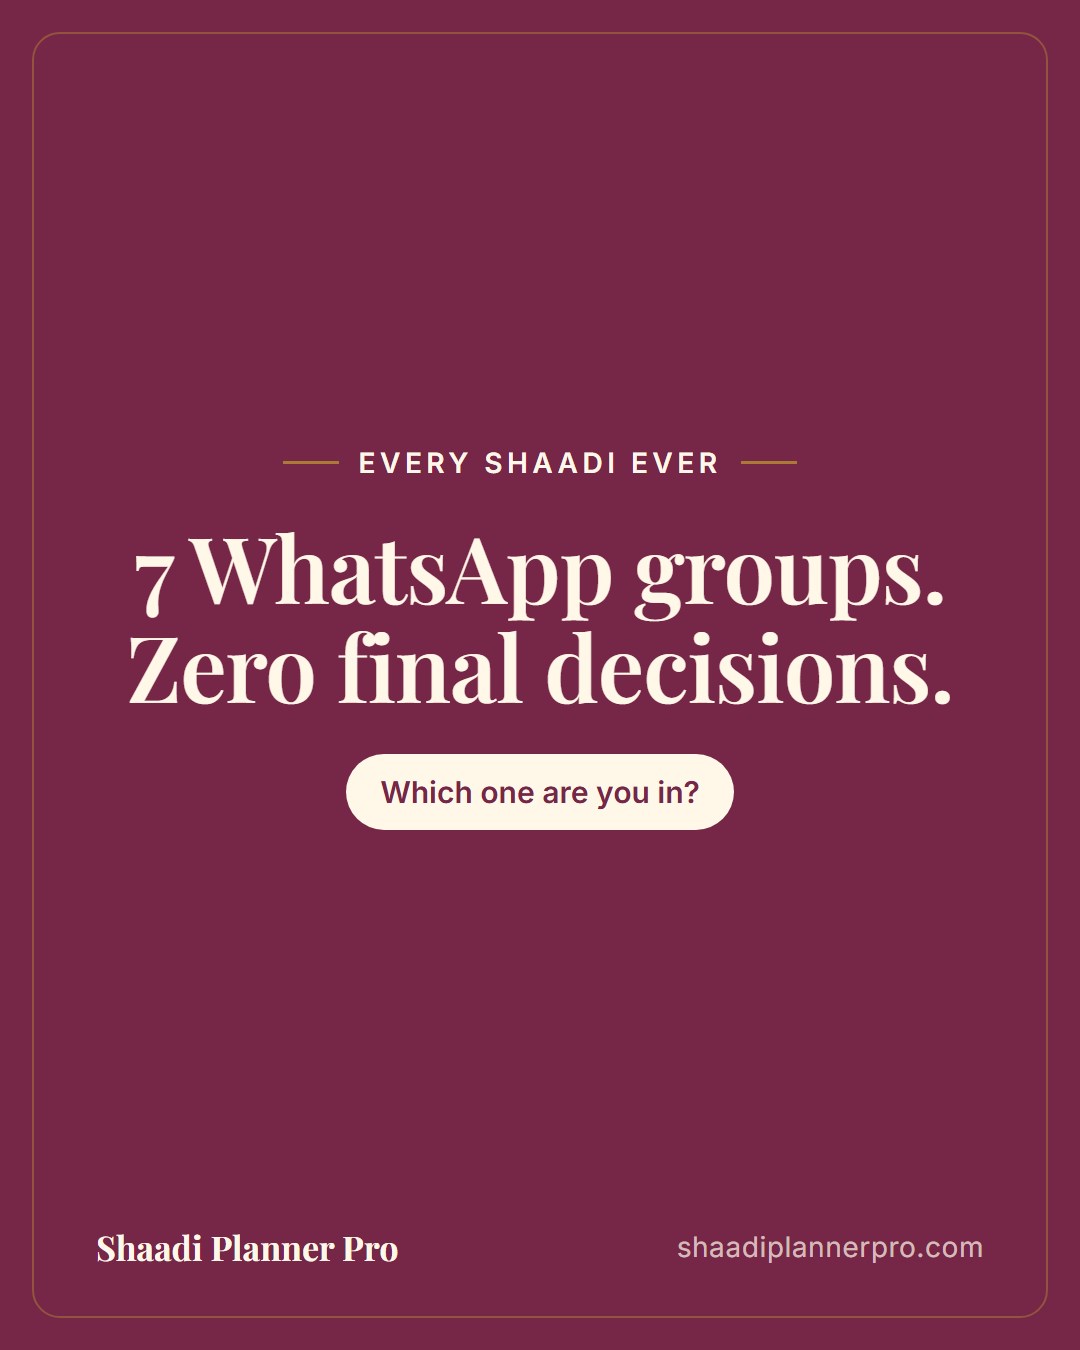 EVERY SHAADI EVER
7 WhatsApp groups.
Zero final decisions.
Which one are you in?
Shaadi Planner Pro
shaadiplannerpro.com